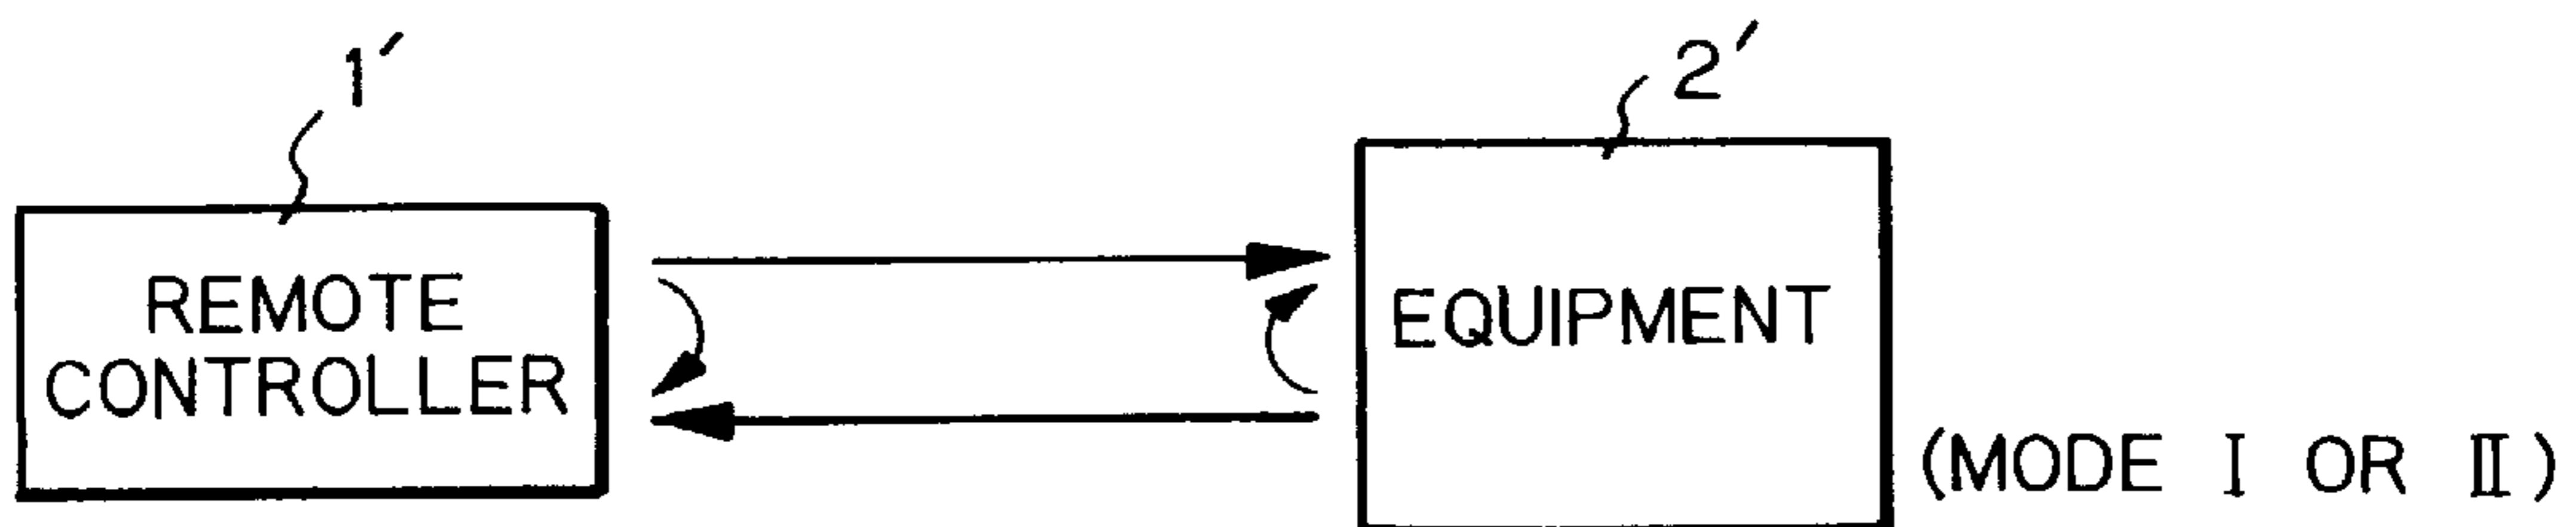 1′
2′
REMOTE
CONTROLLER
EQUIPMENT
(MODE I OR II)